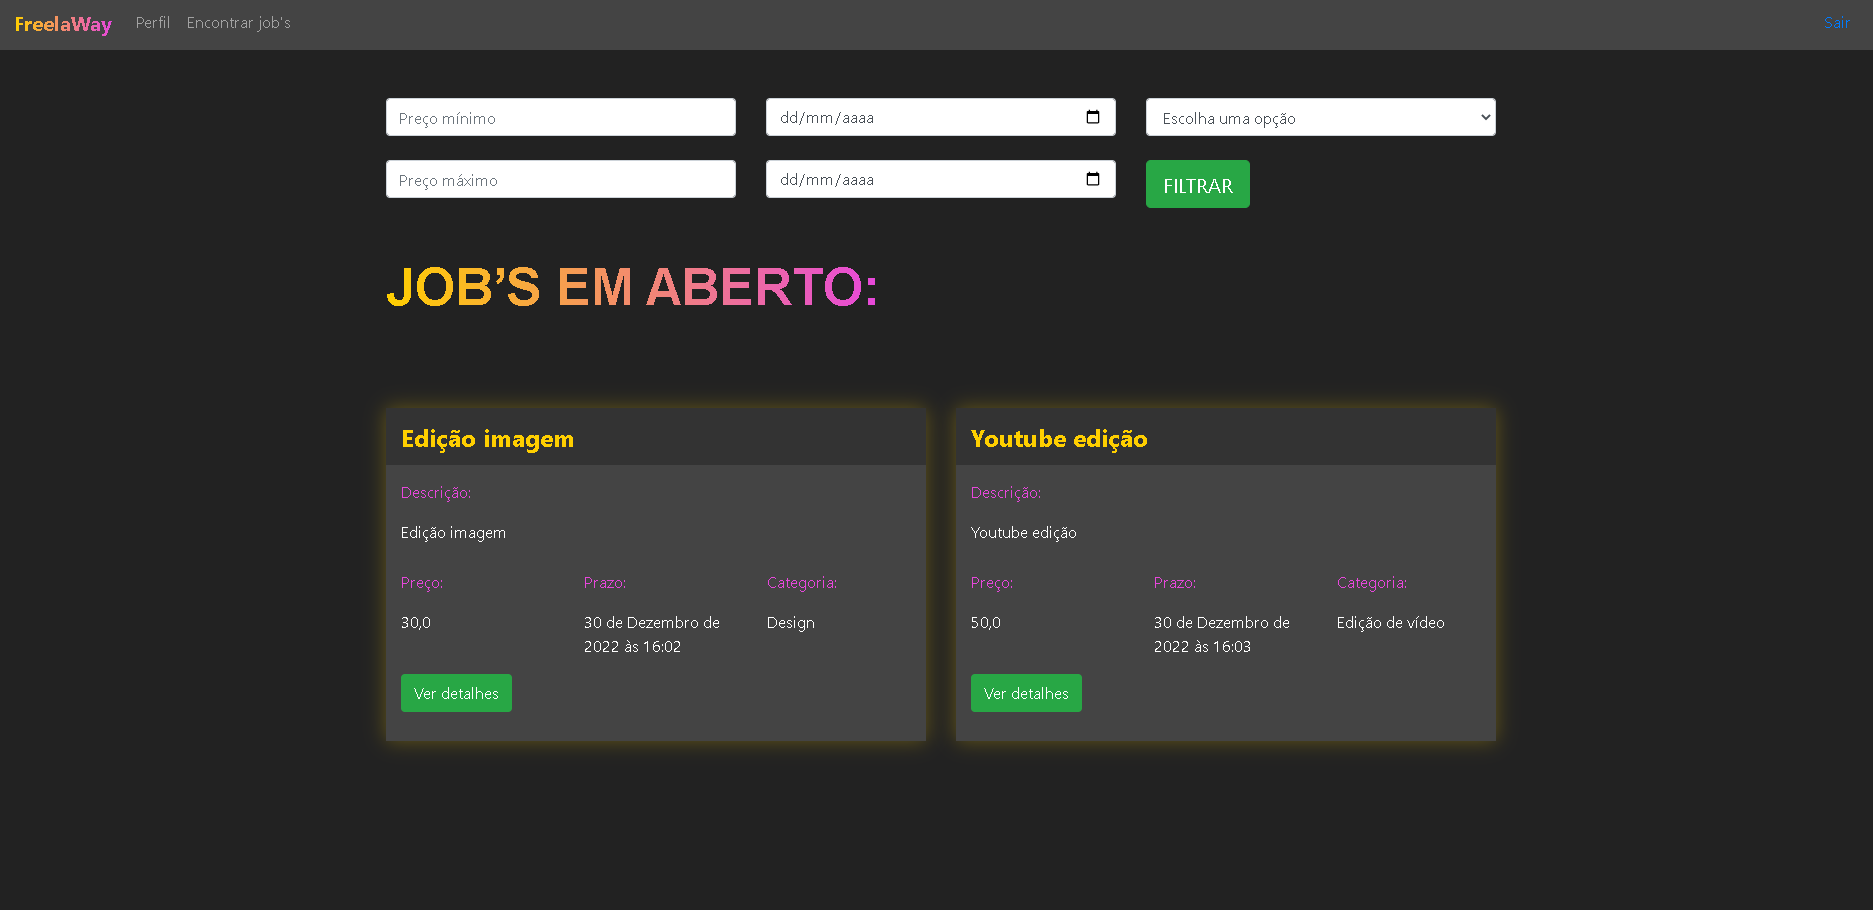 FreelaWay Perfil Encontrar job's Sair
Preço mínimo dd/mm/aaaa Escolha uma opção
Preço máximo dd/mm/aaaa FILTRAR
JOB’S EM ABERTO:
Edição imagem
Descrição:
Edição imagem
Preço: Prazo: Categoria:
30,0 30 de Dezembro de Design
2022 às 16:02
Ver detalhes
Youtube edição
Descrição:
Youtube edição
Preço: Prazo: Categoria:
50,0 30 de Dezembro de Edição de vídeo
2022 às 16:03
Ver detalhes